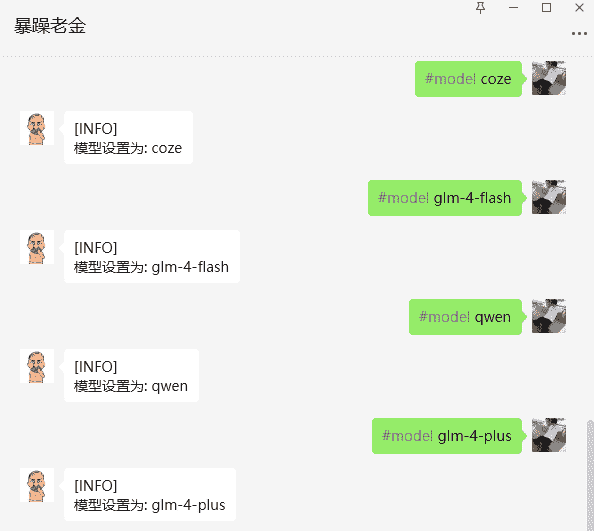 暴躁老金
#model coze
[INFO]
模型设置为: coze
#model glm-4-flash
[INFO]
模型设置为: glm-4-flash
#model qwen
[INFO]
模型设置为: qwen
#model glm-4-plus
[INFO]
模型设置为: glm-4-plus